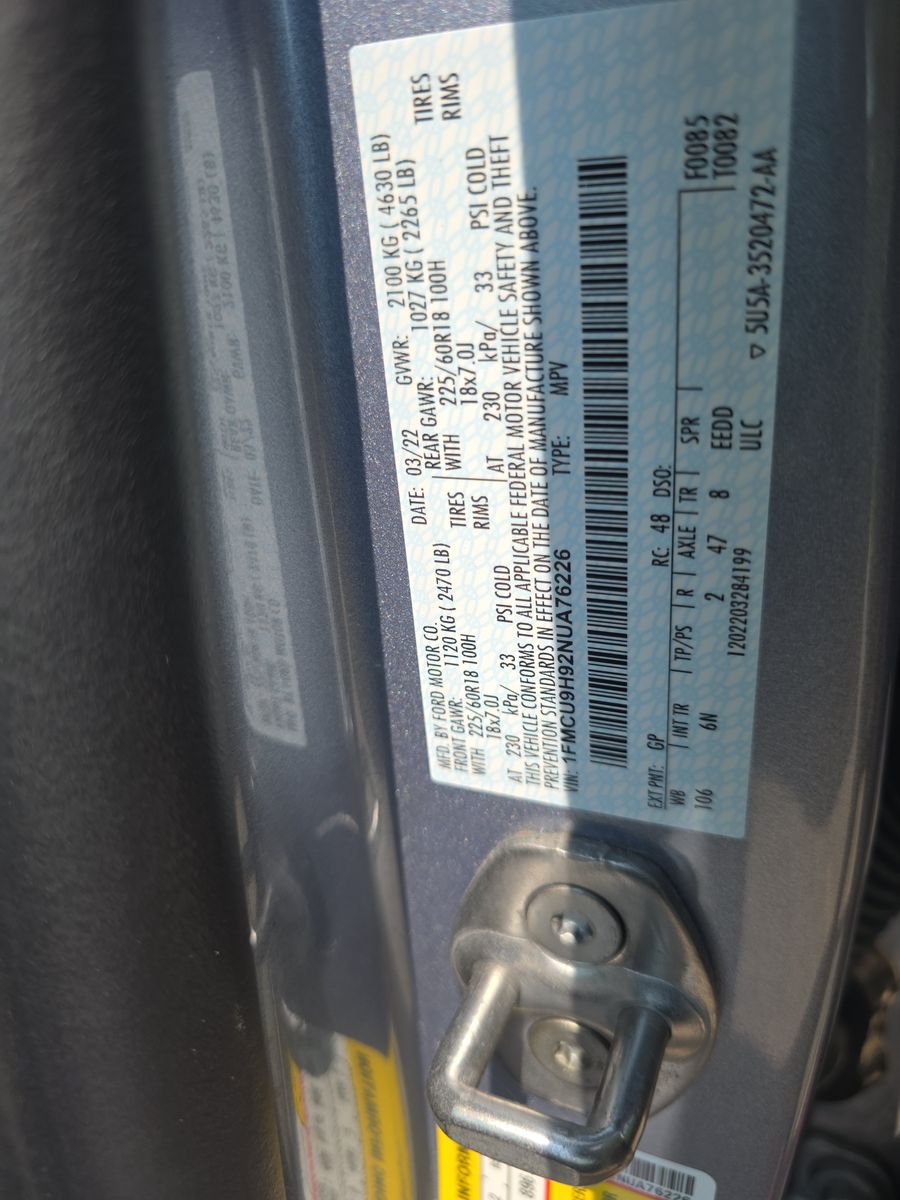 MFD. BY FORD MOTOR CO. DATE: 03/22 GVWR: 2100 KG ( 4630 LB)
FRONT GAWR: 1120 KG ( 2470 LB) REAR GAWR: 1027 KG ( 2265 LB)
WITH 225/60R18 100H TIRES WITH 225/60R18 100H TIRES
18x7.0J RIMS 18x7.0J RIMS
AT 230 kPa/ 33 PSI COLD AT 230 kPa/ 33 PSI COLD
THIS VEHICLE CONFORMS TO ALL APPLICABLE FEDERAL MOTOR VEHICLE SAFETY AND THEFT
PREVENTION STANDARDS IN EFFECT ON THE DATE OF MANUFACTURE SHOWN ABOVE.
VIN: 1FMCU9H92NUA76226 TYPE: MPV
EXT PNT: GP RC: 48 DSO:
WB INT TR TP/PS R AXLE TR SPR F0085
106 6N 2 47 8 EEDD T0082
1202203284199 ULC
▽ 5U5A-3520472-AA
NUA76226